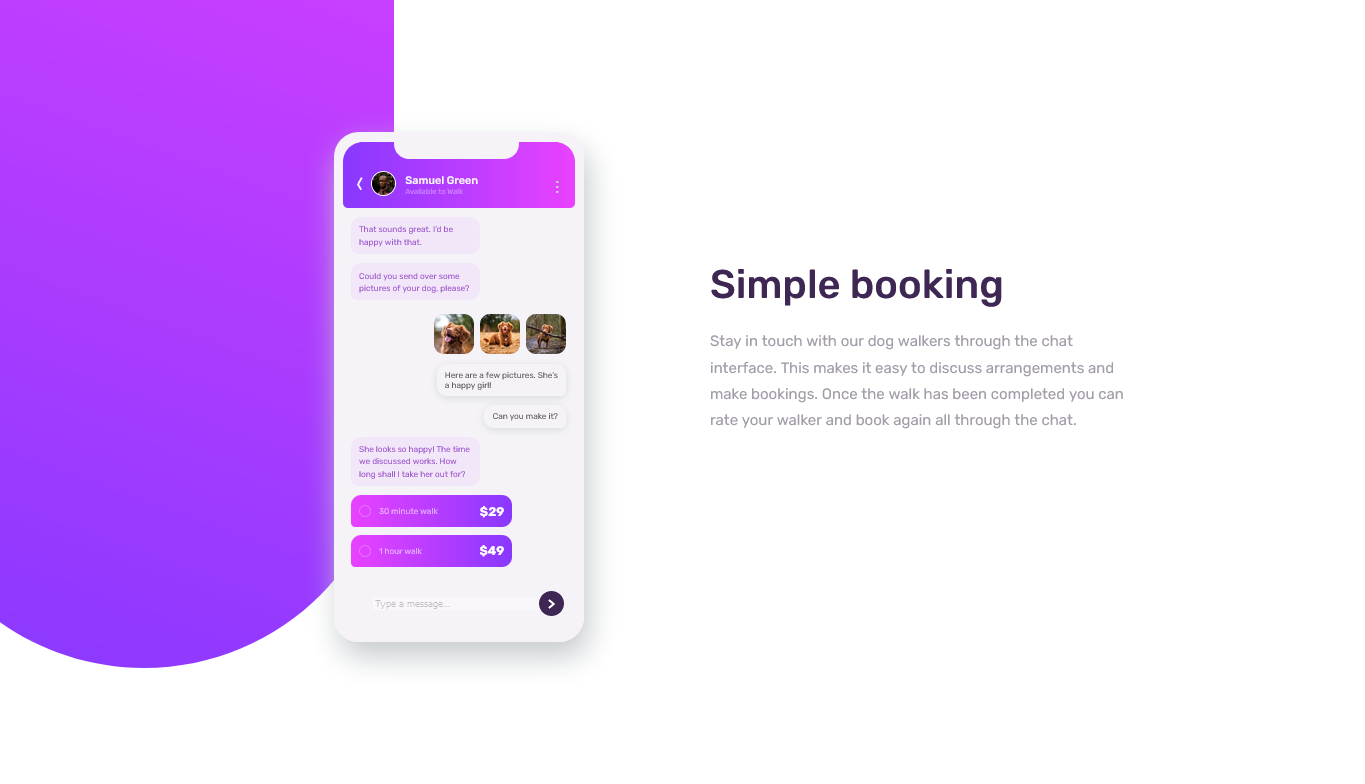 Samuel Green
Available to Walk
That sounds great. I'd be
happy with that.
Could you send over some
pictures of your dog, please?
Here are a few pictures. She's
a happy girl!
Can you make it?
She looks so happy! The time
we discussed works. How
long shall I take her out for?
30 minute walk $29
1 hour walk $49
Type a message...
Simple booking
Stay in touch with our dog walkers through the chat
interface. This makes it easy to discuss arrangements and
make bookings. Once the walk has been completed you can
rate your walker and book again all through the chat.